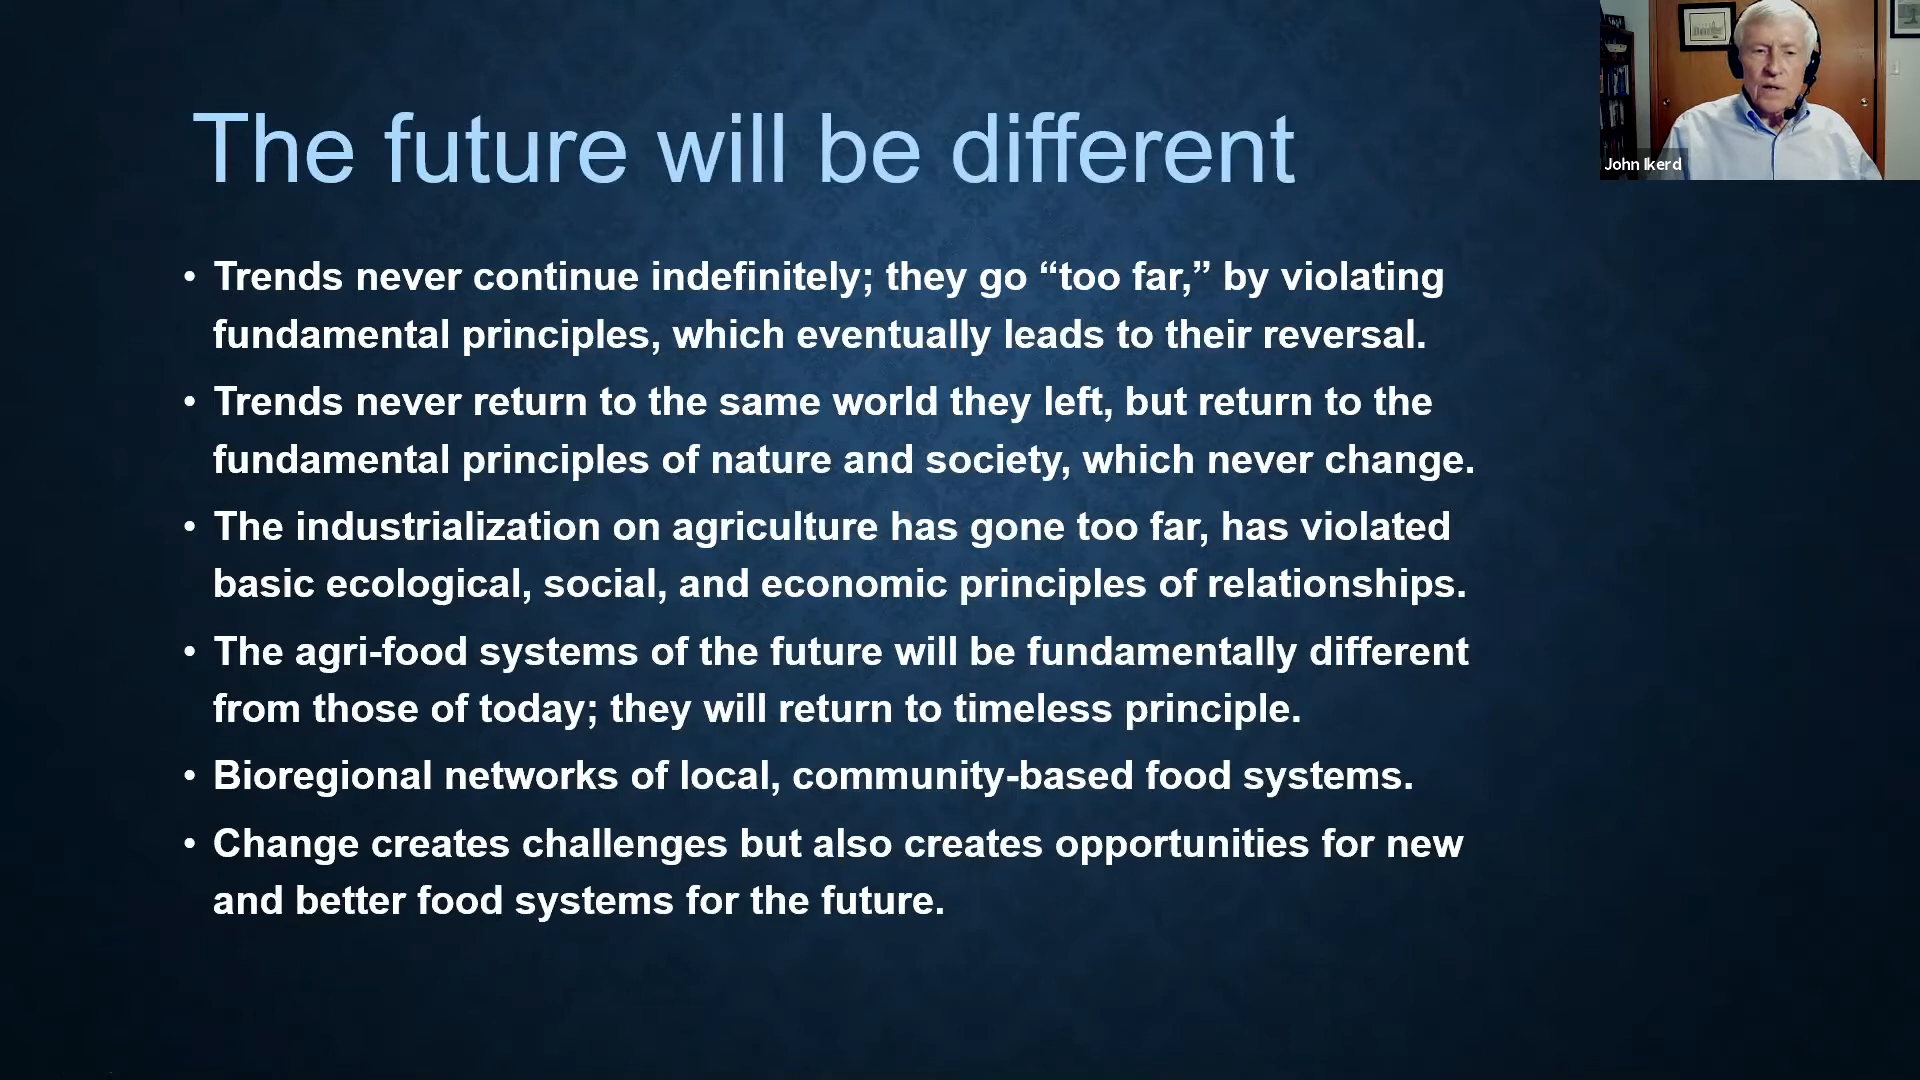 The future will be different
John Ikerd
• Trends never continue indefinitely; they go “too far,” by violating
fundamental principles, which eventually leads to their reversal.
• Trends never return to the same world they left, but return to the
fundamental principles of nature and society, which never change.
• The industrialization on agriculture has gone too far, has violated
basic ecological, social, and economic principles of relationships.
• The agri-food systems of the future will be fundamentally different
from those of today; they will return to timeless principle.
• Bioregional networks of local, community-based food systems.
• Change creates challenges but also creates opportunities for new
and better food systems for the future.